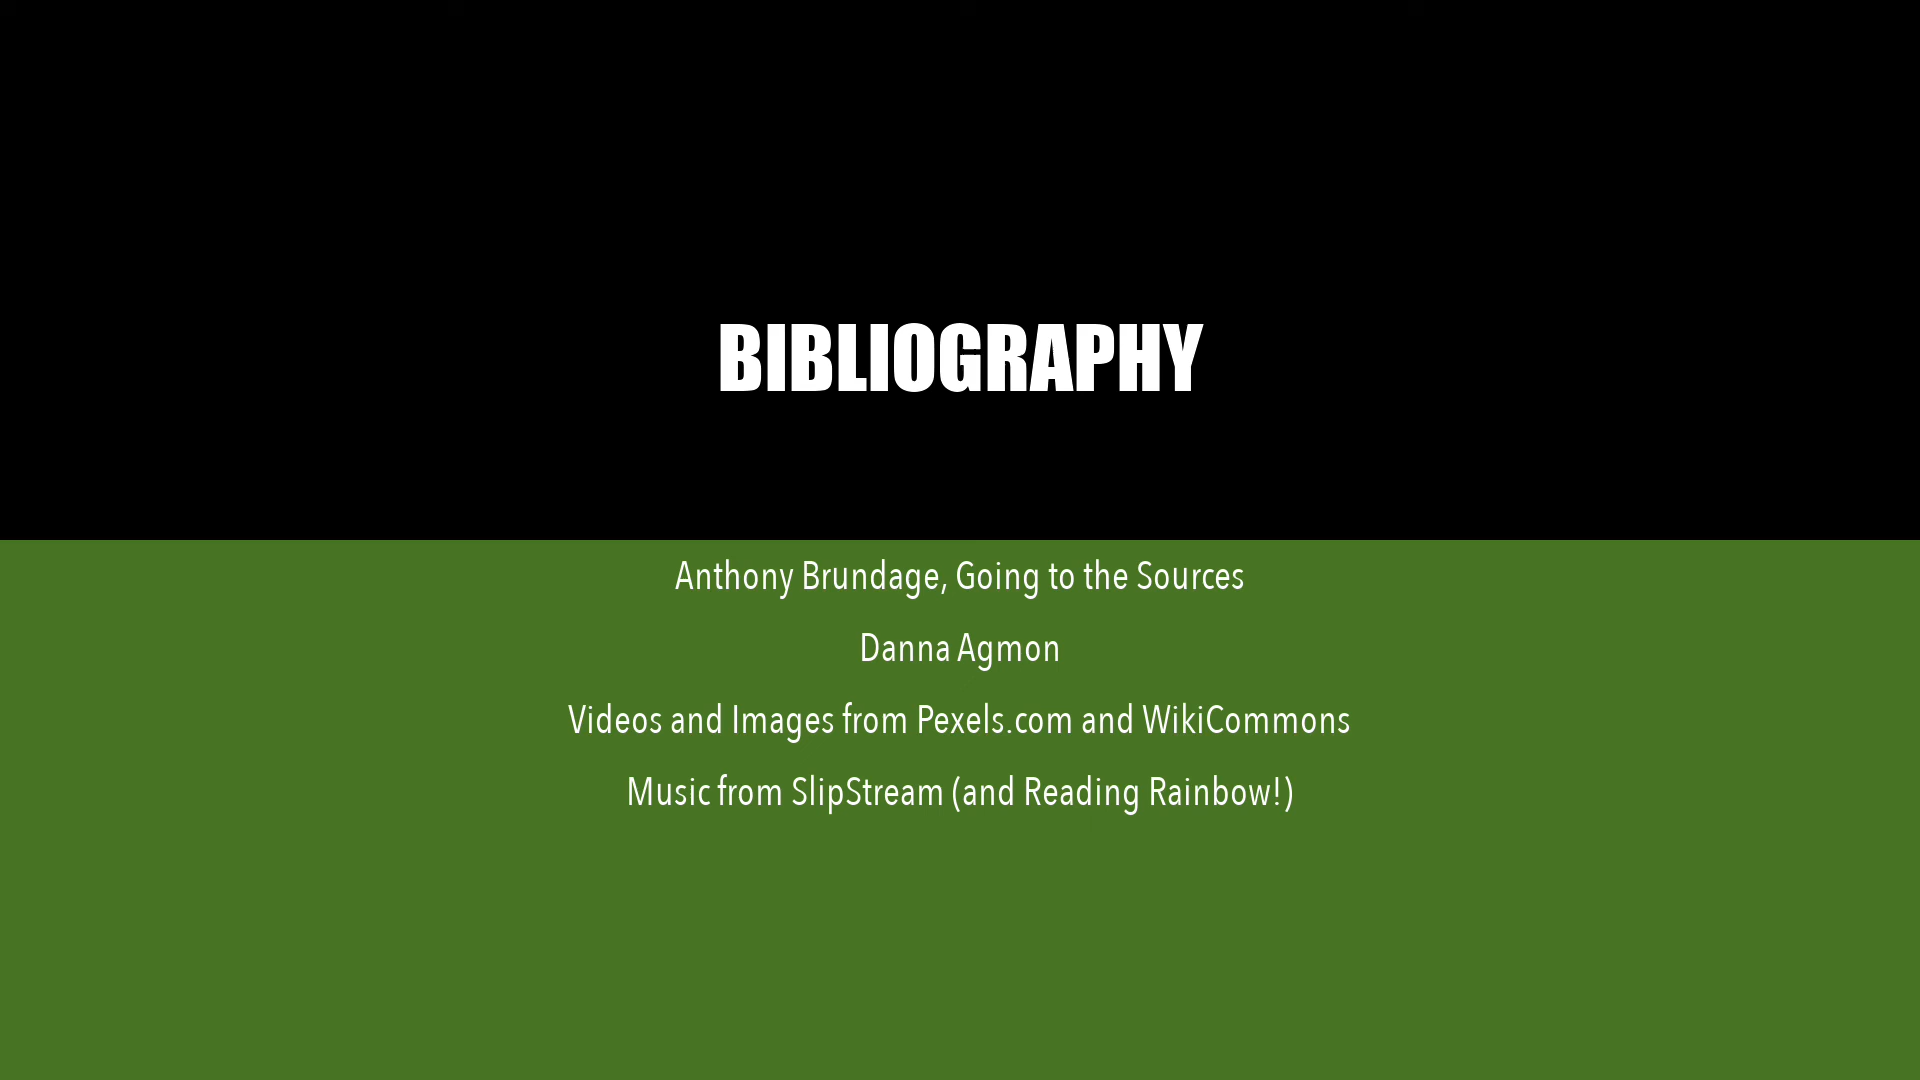 BIBLIOGRAPHY
Anthony Brundage, Going to the Sources
Danna Agmon
Videos and Images from Pexels.com and WikiCommons
Music from SlipStream (and Reading Rainbow!)